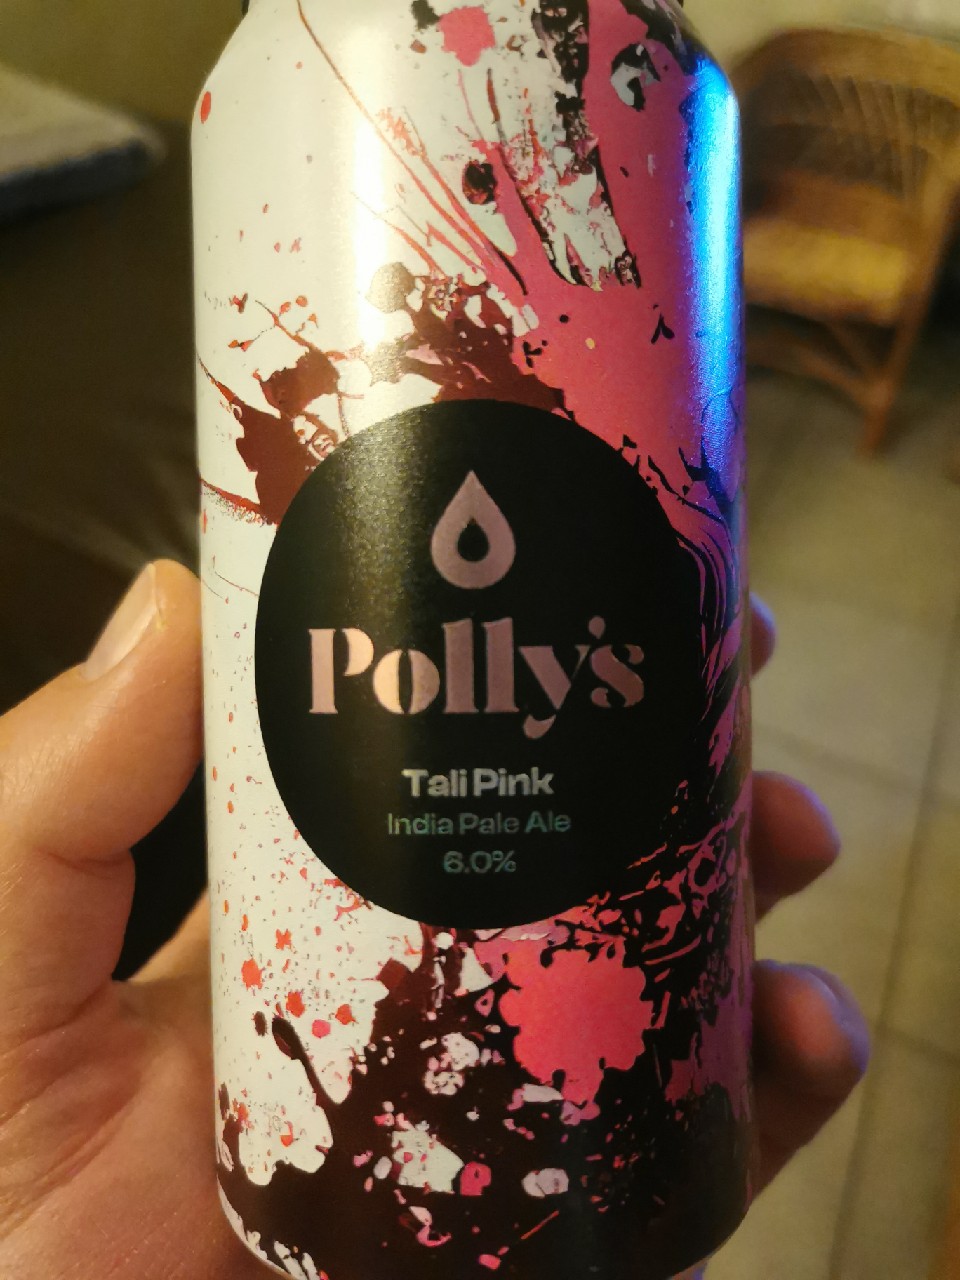 Polly's
Tali Pink
India Pale Ale
6.0%